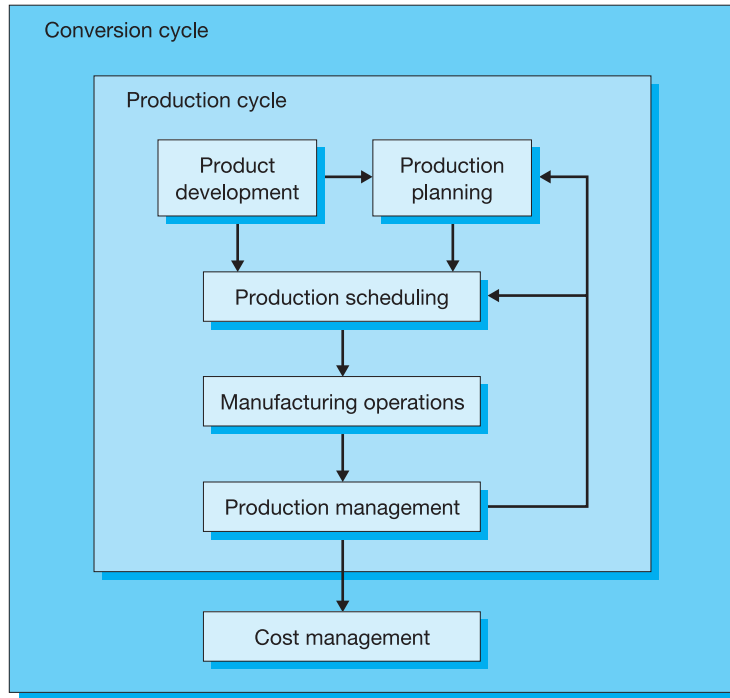 Conversion cycle
Production cycle
Product
development
Production
planning
Production scheduling
Manufacturing operations
Production management
Cost management